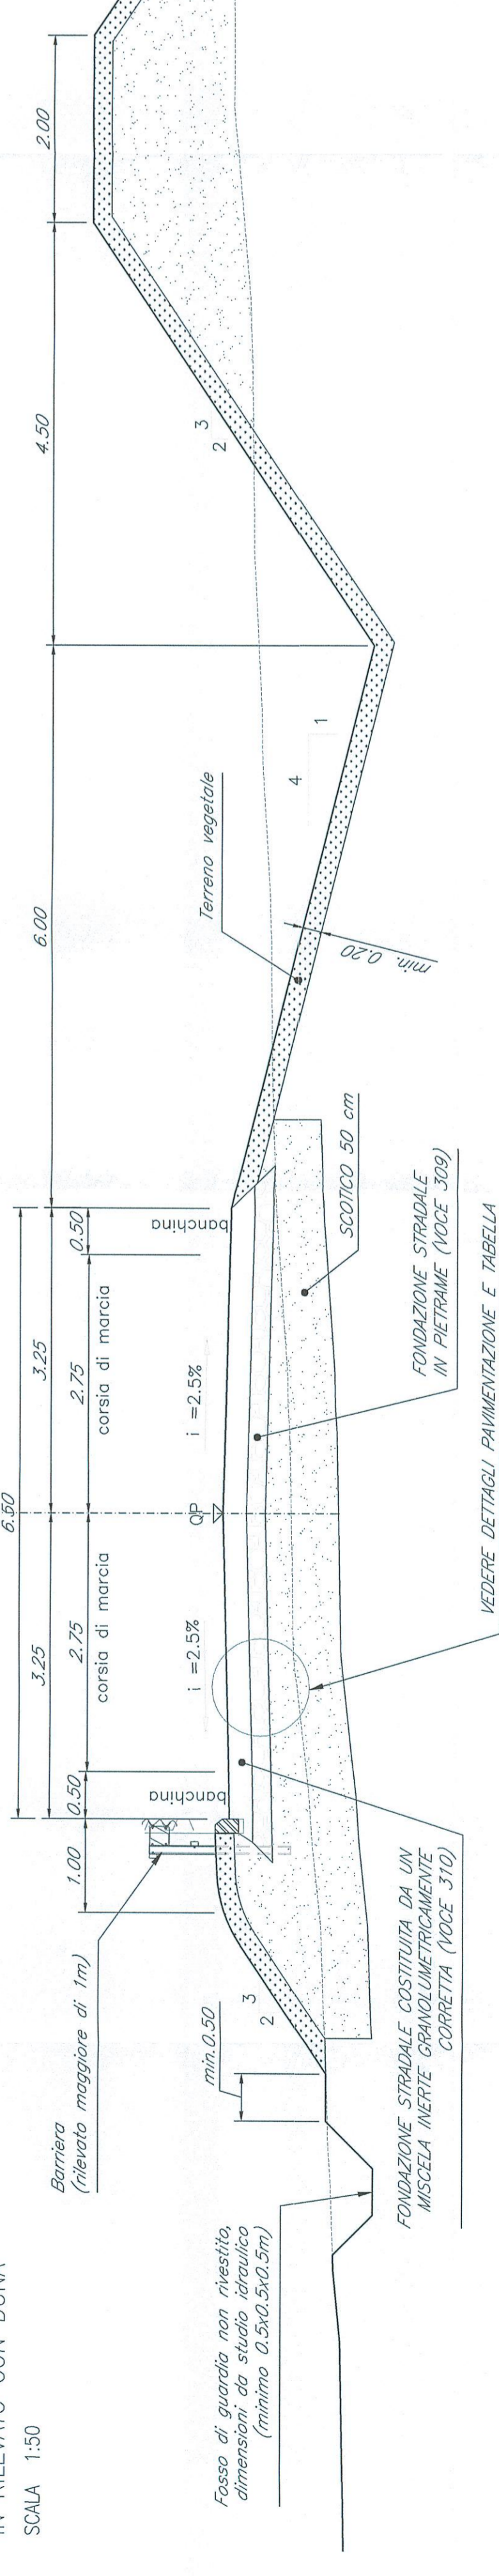 SCALA 1:50
Barriera
(rilevato maggiore di 1m)
Fosso di guardia non rivestito,
dimensioni da studio idraulico
(minimo 0.5x0.5x0.5m)
min.0.50
2
3
1.00
6.50
3.25
3.25
0.50
2.75
2.75
0.50
banchina
corsia di marcia
corsia di marcia
banchina
i =2.5%
QP
i =2.5%
FONDAZIONE STRADALE COSTITUITA DA UN
MISCELA INERTE GRANOLUMETRICAMENTE
CORRETTA (VOCE 310)
VEDERE DETTAGLI PAVIMENTAZIONE E TABELLA
FONDAZIONE STRADALE
IN PIETRAME (VOCE 309)
SCOTICO 50 cm
6.00
Terreno vegetale
min. 0.20
4
1
4.50
2
3
2.00